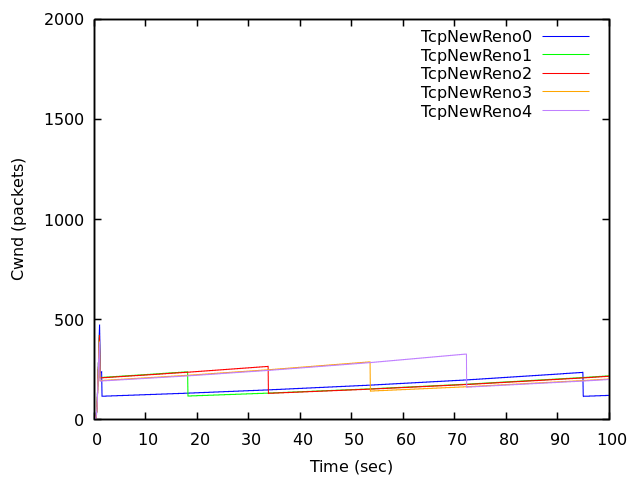 2000
1500
1000
500
0
Cwnd (packets)
TcpNewReno0
TcpNewReno1
TcpNewReno2
TcpNewReno3
TcpNewReno4
0 10 20 30 40 50 60 70 80 90 100
Time (sec)